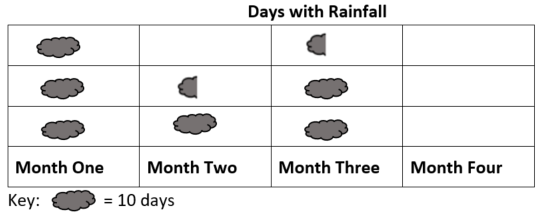 Days with Rainfall
Month One Month Two Month Three Month Four
Key: = 10 days